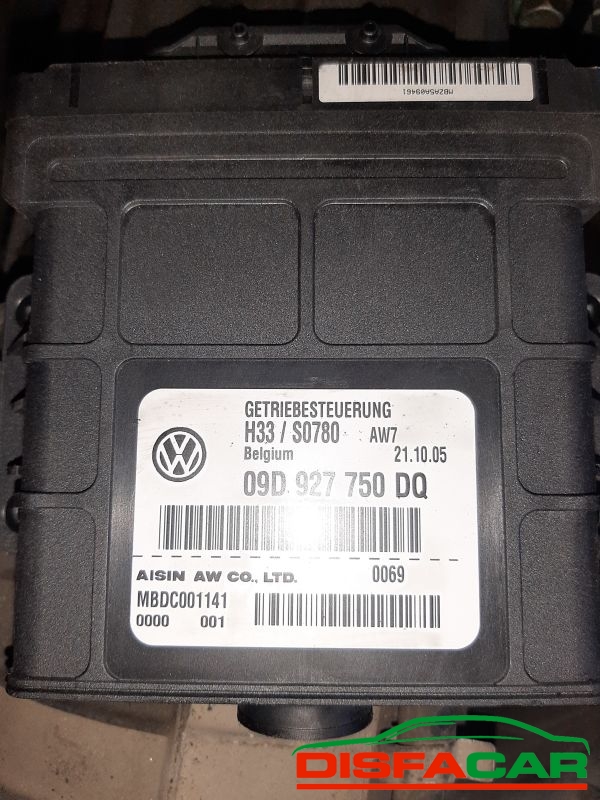 MB2A5A09461
GETRIEBESTEUERUNG
H33 / S0780 AW7
Belgium 21.10.05
09D 927 750 DQ
AISIN AW CO., LTD. 0069
MBDC001141
0000 001
DISFACAR